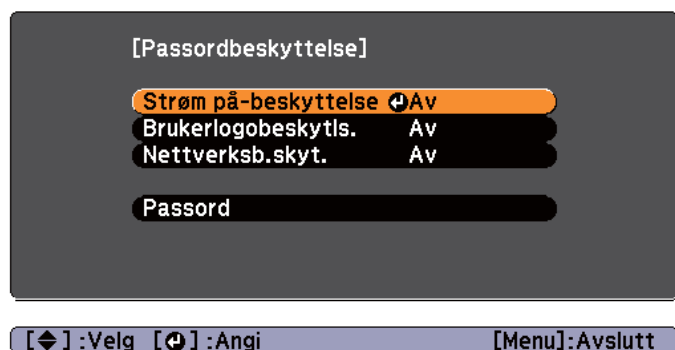 [Passordbeskyttelse]
Strøm på-beskyttelse Av
Brukerlogobeskytls. Av
Nettverksb.skyt. Av
Passord
[◆]:Velg [⏎]:Angi [Menu]:Avslutt